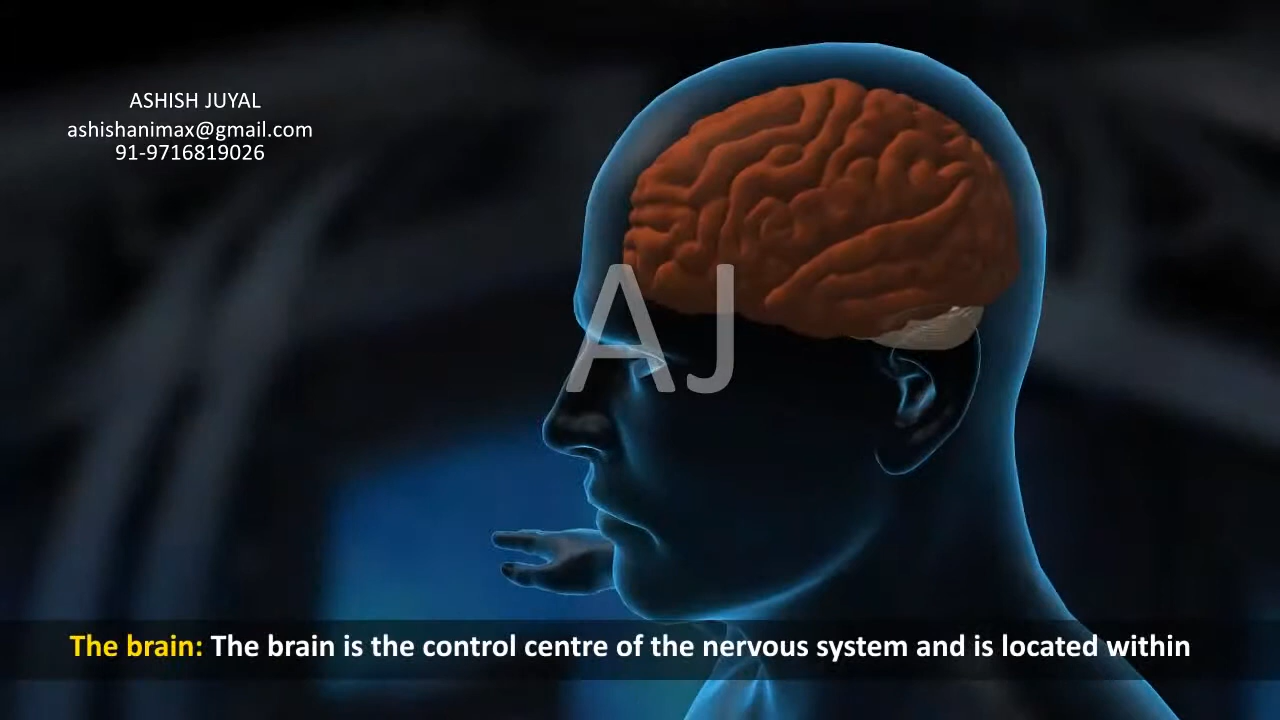 ASHISH JUYAL
ashishanimax@gmail.com
91-9716819026
AJ
The brain: The brain is the control centre of the nervous system and is located within